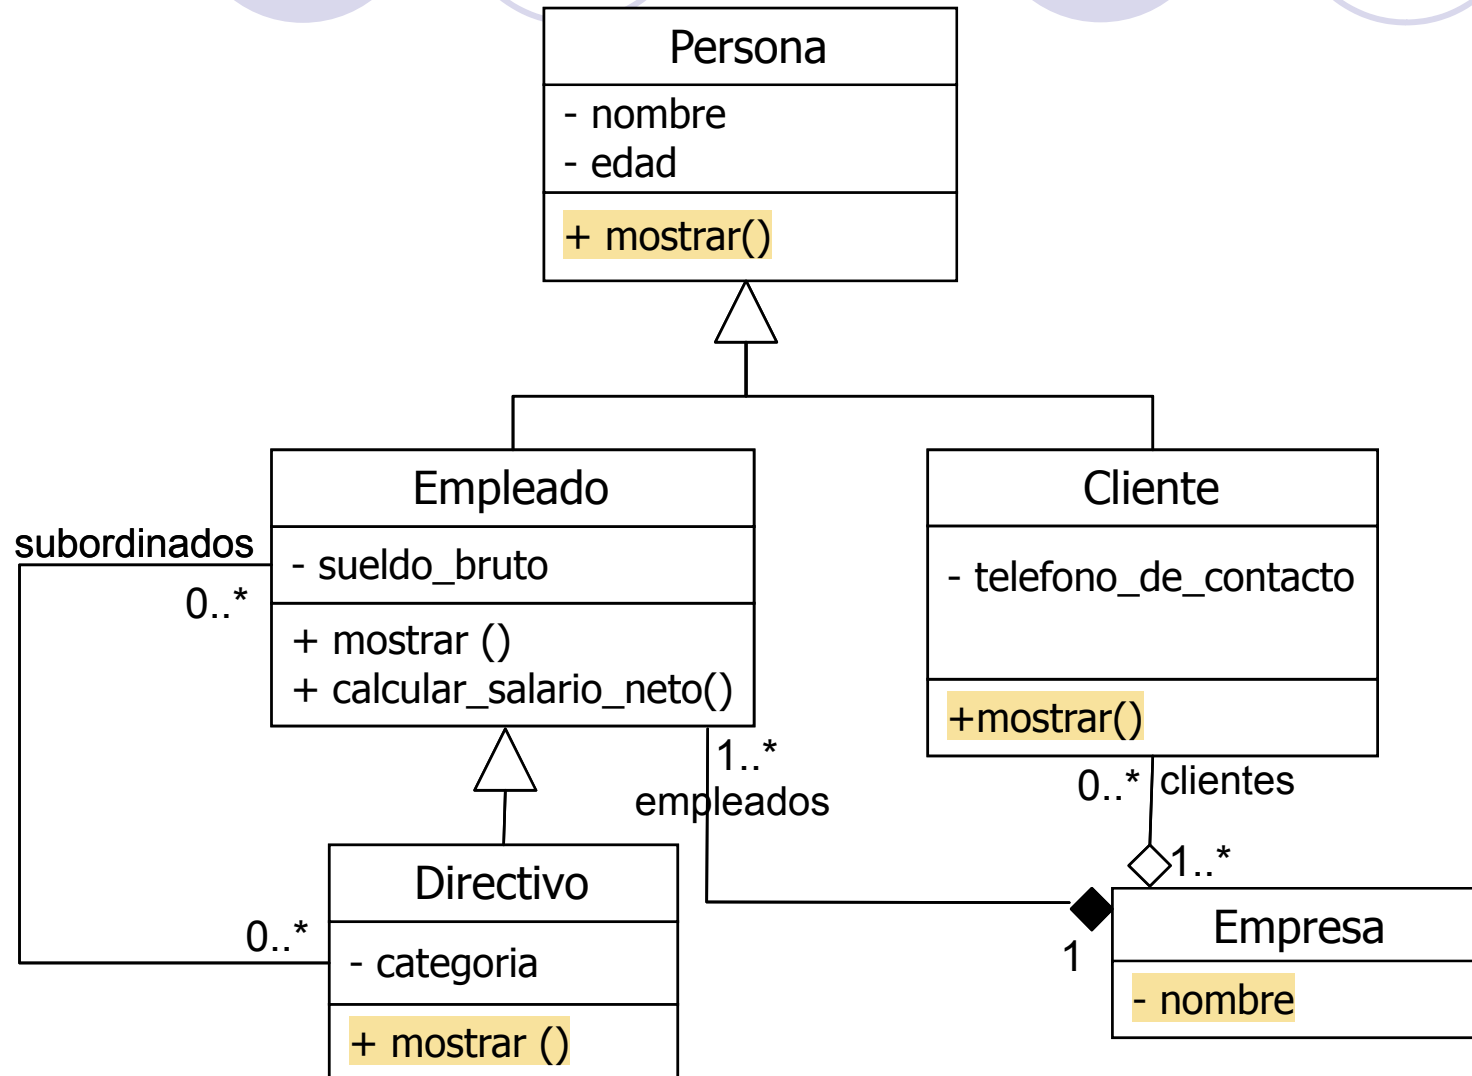 Persona
- nombre
- edad
+ mostrar()
Empleado
- sueldo_bruto
+ mostrar ()
+ calcular_salario_neto()
Cliente
- telefono_de_contacto
+mostrar()
subordinados
0..*
1..*
empleados
0..* clientes
1..*
Directivo
- categoria
+ mostrar ()
0..*
1
Empresa
- nombre